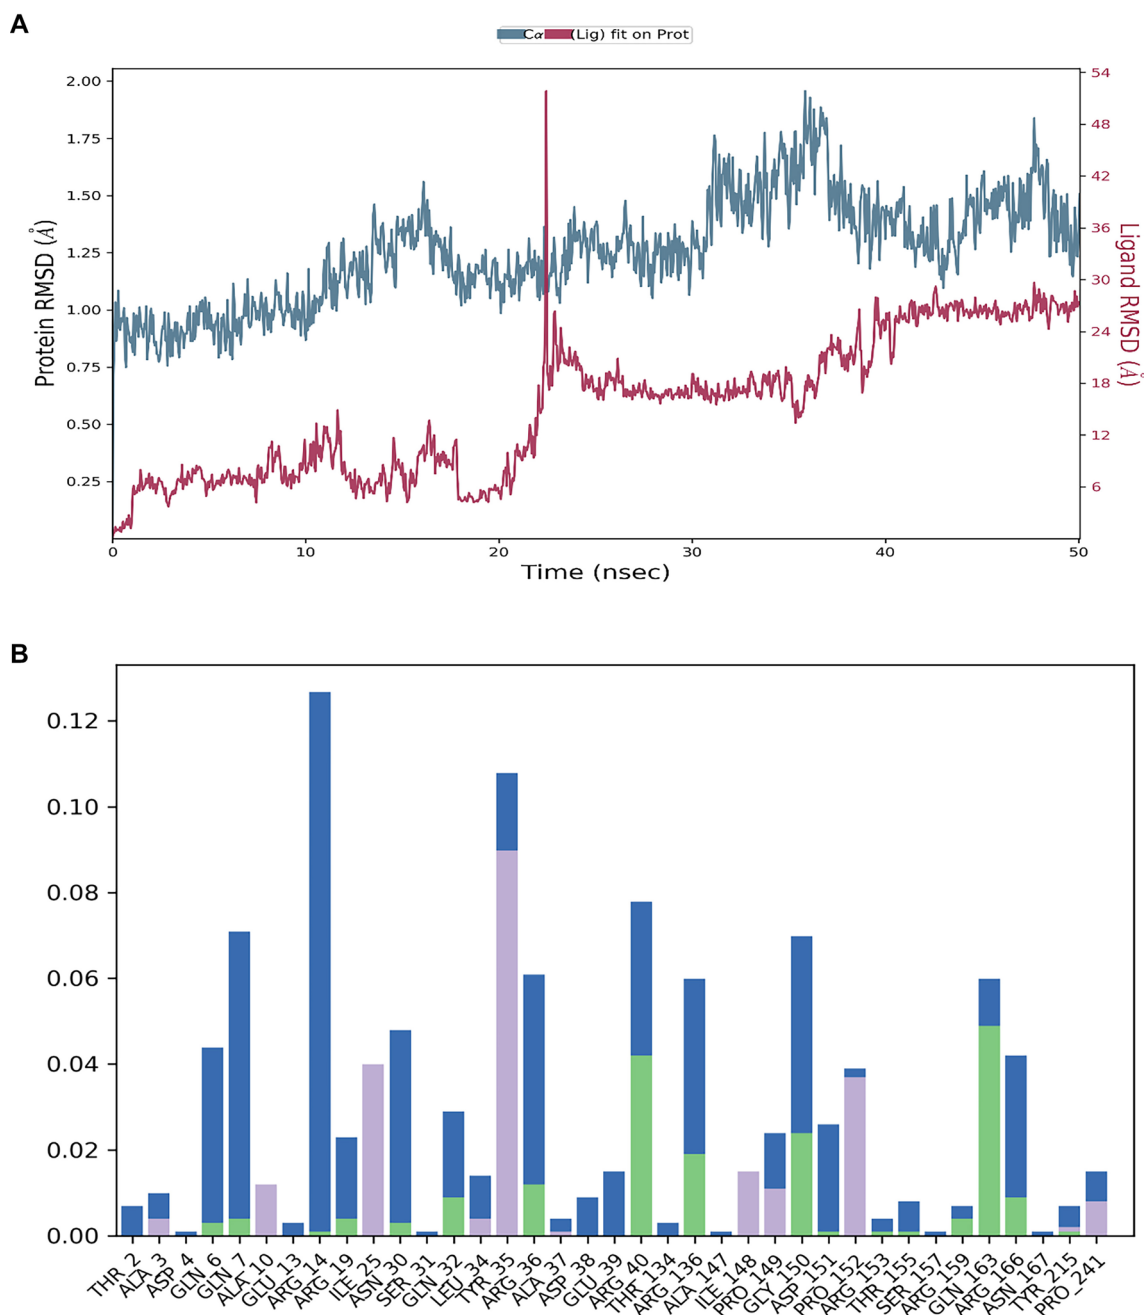 A
Cα (Lig) fit on Prot
2.00
1.75
1.50
1.25
1.00
0.75
0.50
0.25
Protein RMSD (Å)
54
48
42
36
30
24
18
12
6
Ligand RMSD (Å)
0 10 20 30 40 50
Time (nsec)
B
0.12
0.10
0.08
0.06
0.04
0.02
0.00
THR_2
ALA_3
ASP_4
GLN_6
GLN_7
ALA_10
GLU_13
ARG_14
ARG_19
ILE_25
ASN_30
SER_31
GLN_32
LEU_34
TYR_35
ARG_36
ALA_37
ASP_38
GLU_39
ARG_40
THR_134
ARG_136
ALA_147
ILE_148
PRO_149
GLY_150
ASP_151
PRO_152
ARG_153
THR_155
SER_157
ARG_159
GLN_163
ARG_166
SN_167
YR_215
RO_241